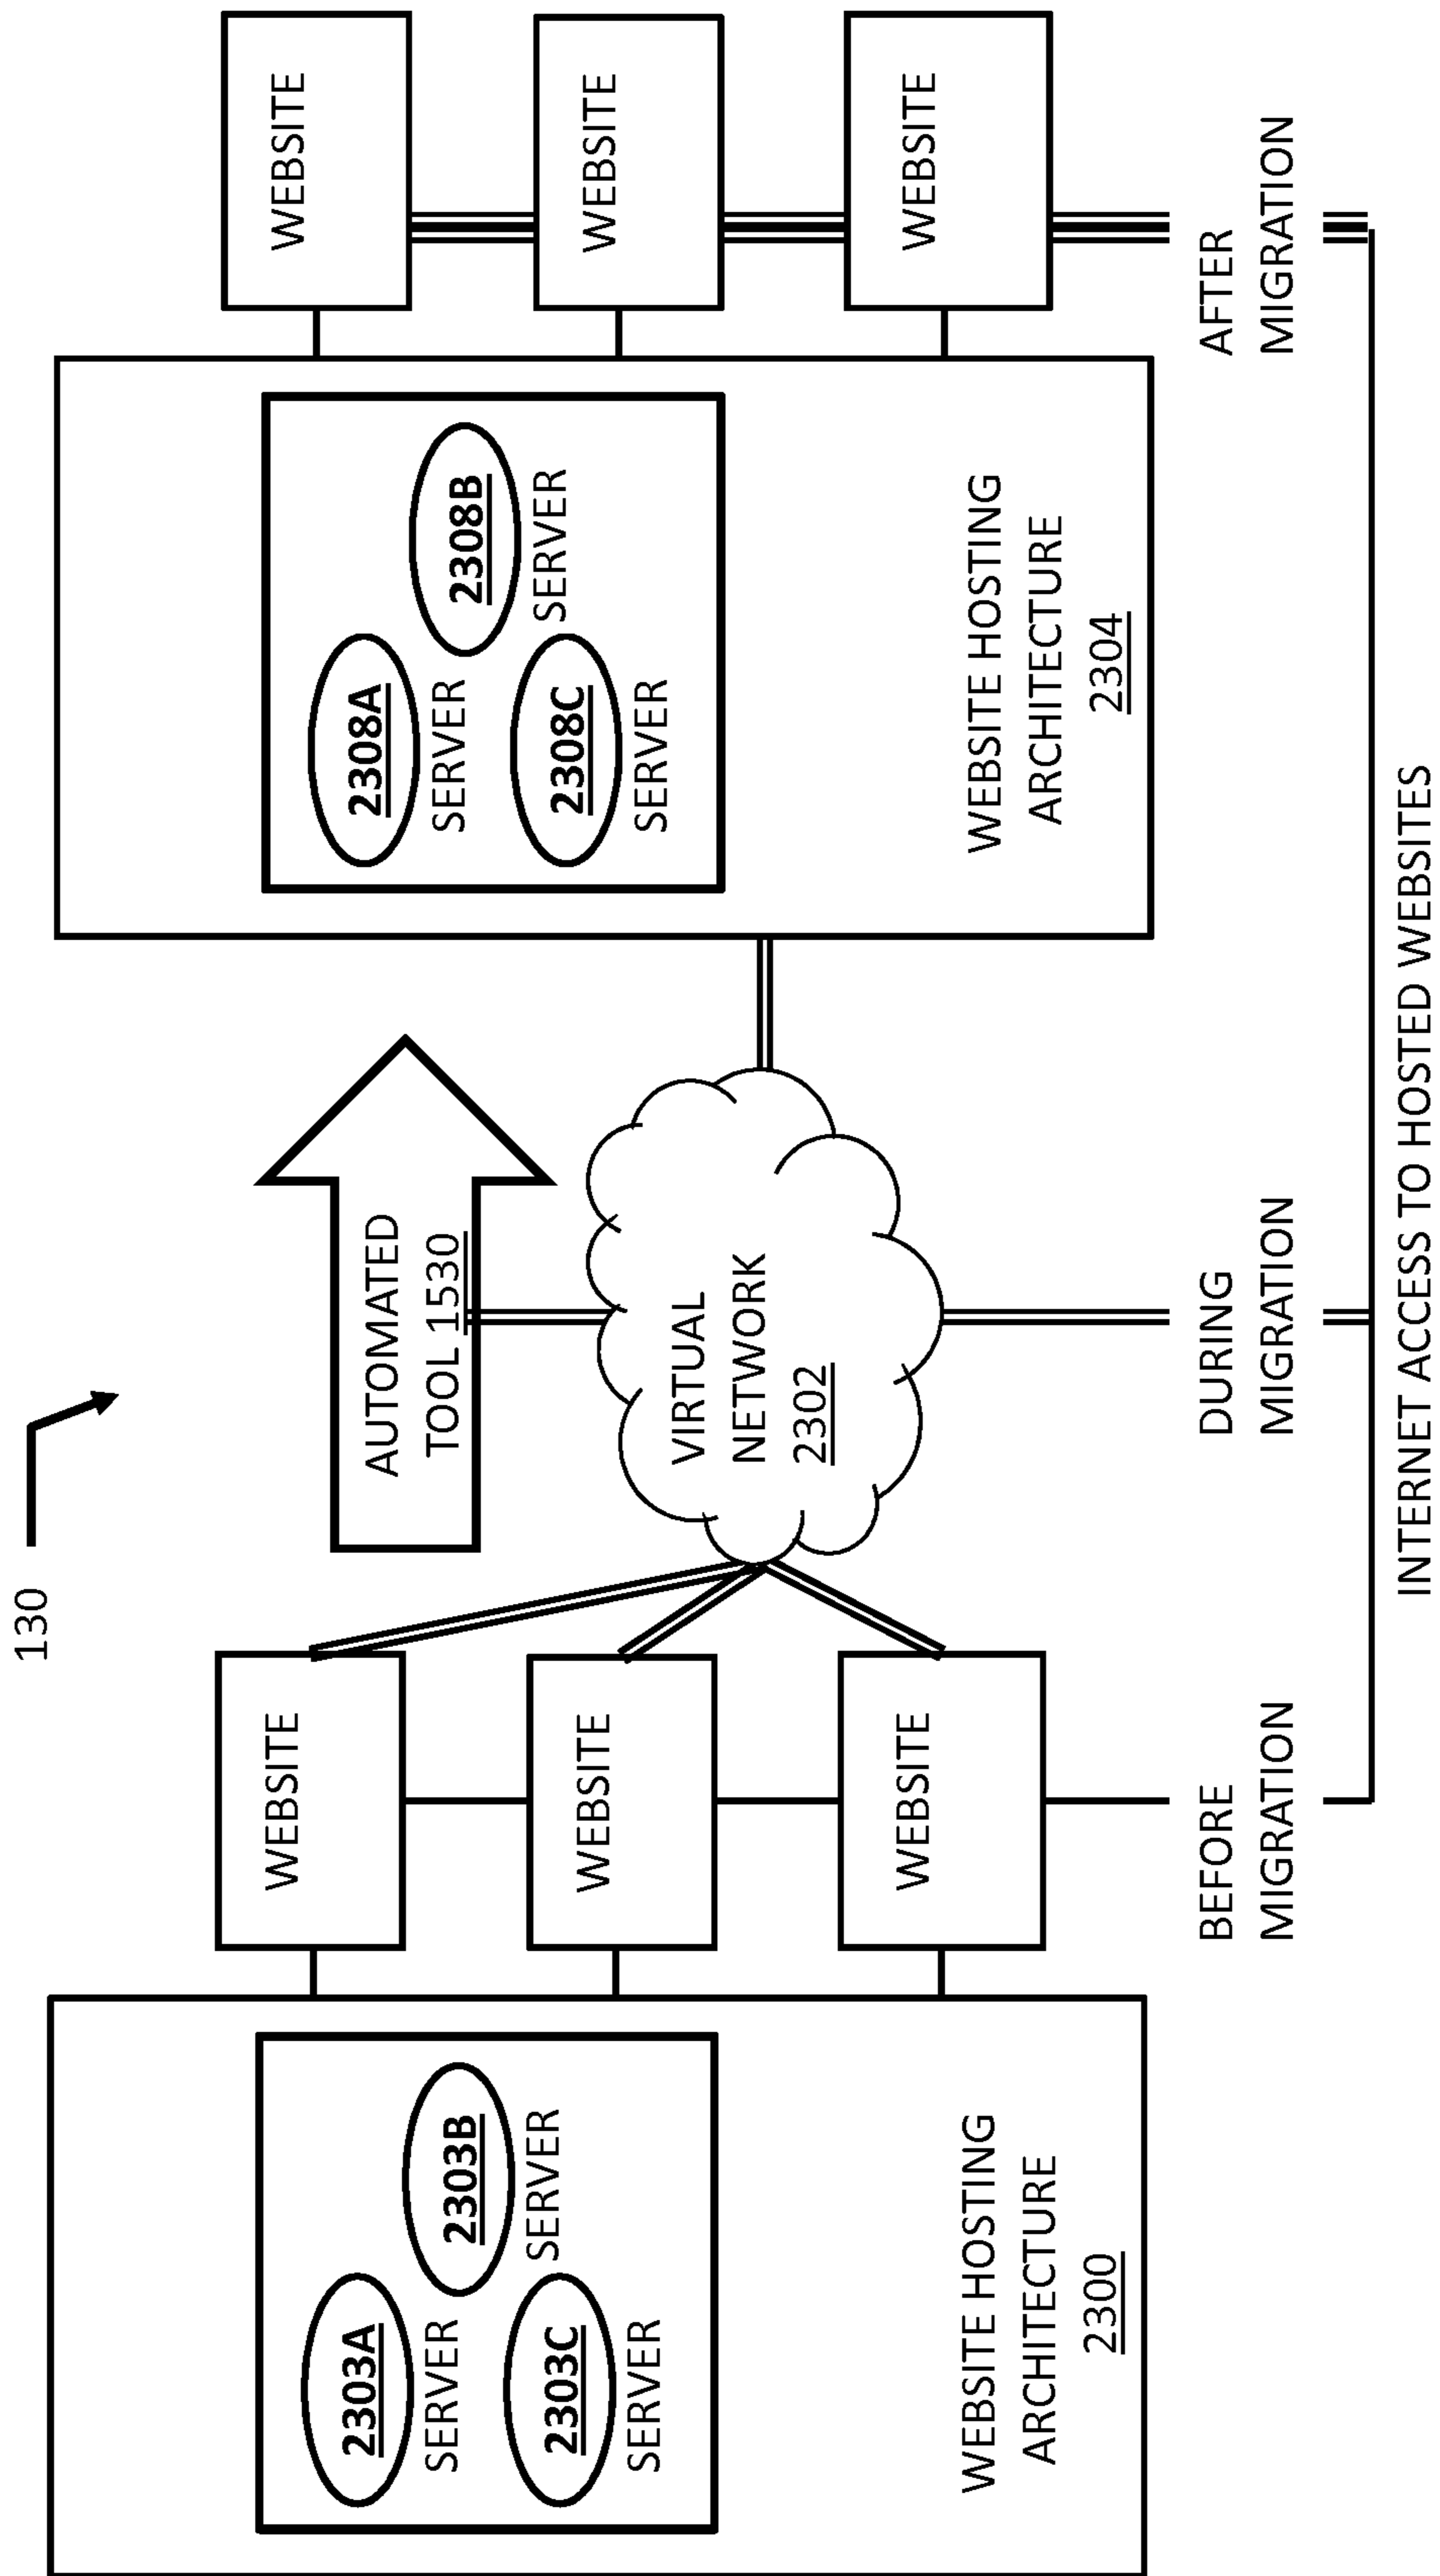 130
2303A
SERVER
2303B
SERVER
2303C
SERVER
WEBSITE HOSTING
ARCHITECTURE
2300
WEBSITE
WEBSITE
WEBSITE
AUTOMATED
TOOL 1530
VIRTUAL
NETWORK
2302
2308A
SERVER
2308B
SERVER
2308C
SERVER
WEBSITE HOSTING
ARCHITECTURE
2304
WEBSITE
WEBSITE
WEBSITE
BEFORE
MIGRATION
DURING
MIGRATION
AFTER
MIGRATION
INTERNET ACCESS TO HOSTED WEBSITES